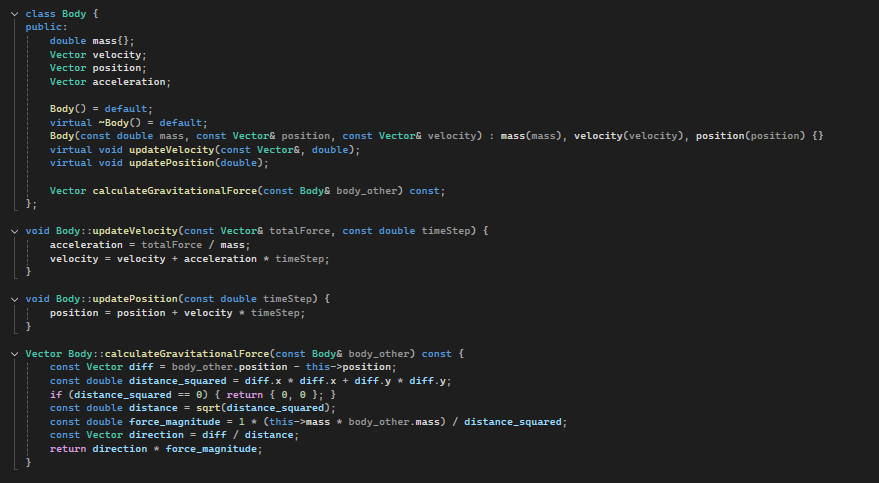 class Body {
public:
    double mass{};
    Vector velocity;
    Vector position;
    Vector acceleration;

    Body() = default;
    virtual ~Body() = default;
    Body(const double mass, const Vector& position, const Vector& velocity) : mass(mass), velocity(velocity), position(position) {}
    virtual void updateVelocity(const Vector&, double);
    virtual void updatePosition(double);

    Vector calculateGravitationalForce(const Body& body_other) const;
};

void Body::updateVelocity(const Vector& totalForce, const double timeStep) {
    acceleration = totalForce / mass;
    velocity = velocity + acceleration * timeStep;
}

void Body::updatePosition(const double timeStep) {
    position = position + velocity * timeStep;
}

Vector Body::calculateGravitationalForce(const Body& body_other) const {
    const Vector diff = body_other.position - this->position;
    const double distance_squared = diff.x * diff.x + diff.y * diff.y;
    if (distance_squared == 0) { return { 0, 0 }; }
    const double distance = sqrt(distance_squared);
    const double force_magnitude = 1 * (this->mass * body_other.mass) / distance_squared;
    const Vector direction = diff / distance;
    return direction * force_magnitude;
}